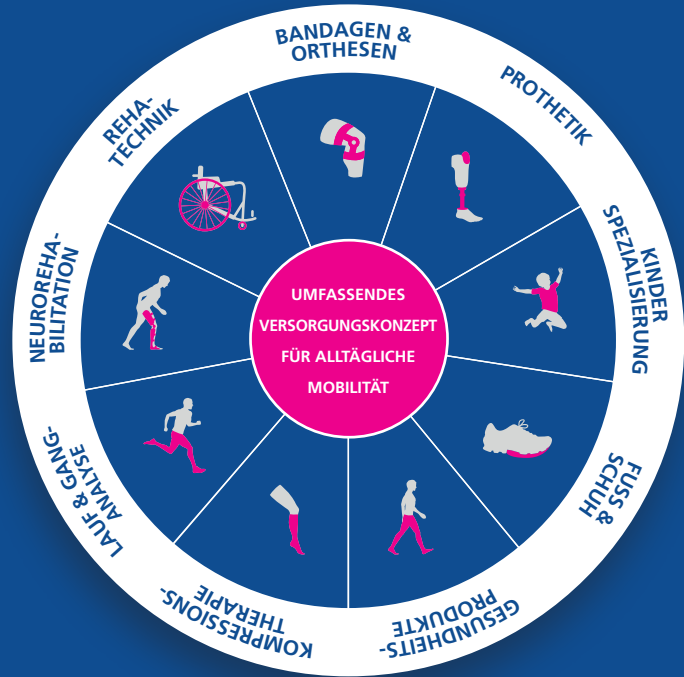 BANDAGEN &
ORTHESEN
PROTHETIK
KINDER
SPEZIALISIERUNG
FUSS &
SCHUH
GESUNDHEITS-
PRODUKTE
KOMPRESSIONS-
THERAPIE
LAUF & GANG-
ANALYSE
NEUROREHA-
BILITATION
REHA-
TECHNIK
UMFASSENDES
VERSORGUNGSKONZEPT
FÜR ALLTÄGLICHE
MOBILITÄT